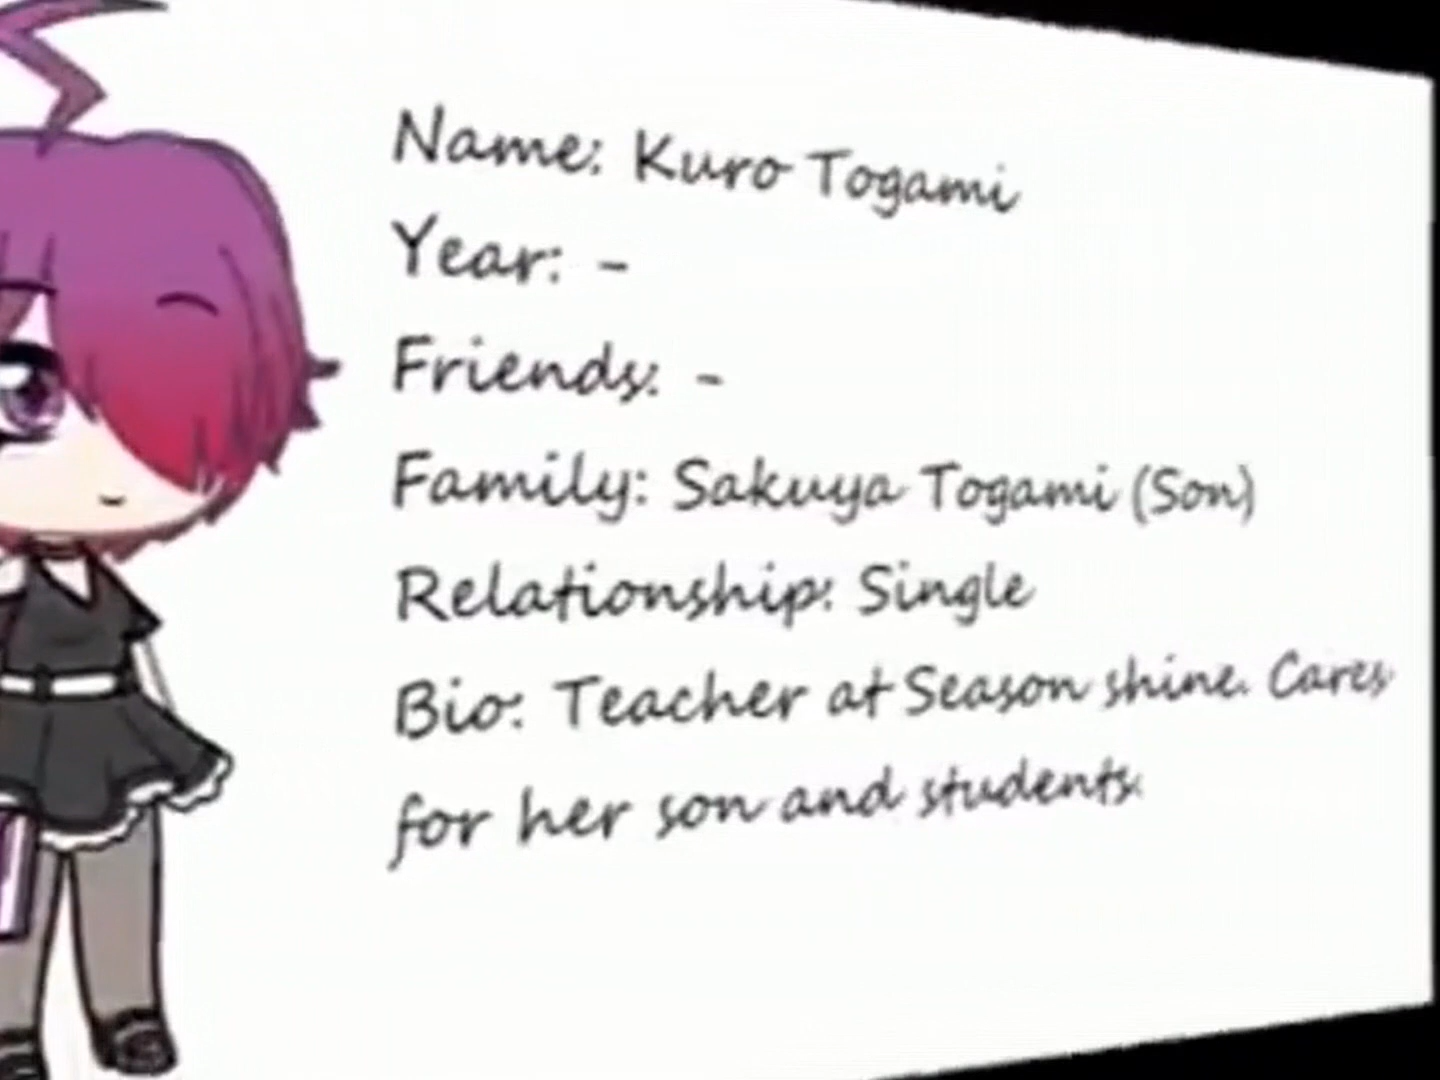 Name: Kuro Togami
Year: -
Friends: -
Family: Sakuya Togami (Son)
Relationship: Single
Bio: Teacher at Season shine. Cares
for her son and students.